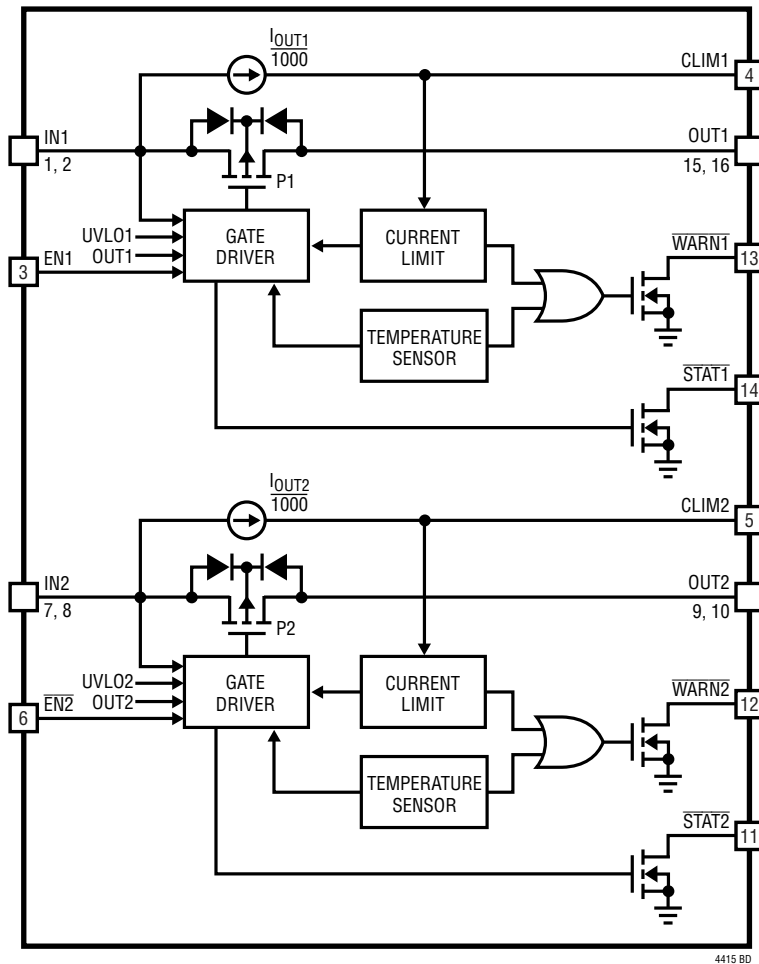 IOUT1
1000
CLIM1
4
IN1
1, 2
OUT1
15, 16
P1
UVLO1
OUT1
EN1
3
GATE
DRIVER
CURRENT
LIMIT
WARN1
13
TEMPERATURE
SENSOR
STAT1
14
IOUT2
1000
CLIM2
5
IN2
7, 8
OUT2
9, 10
P2
UVLO2
OUT2
EN2
6
GATE
DRIVER
CURRENT
LIMIT
WARN2
12
TEMPERATURE
SENSOR
STAT2
11
4415 BD